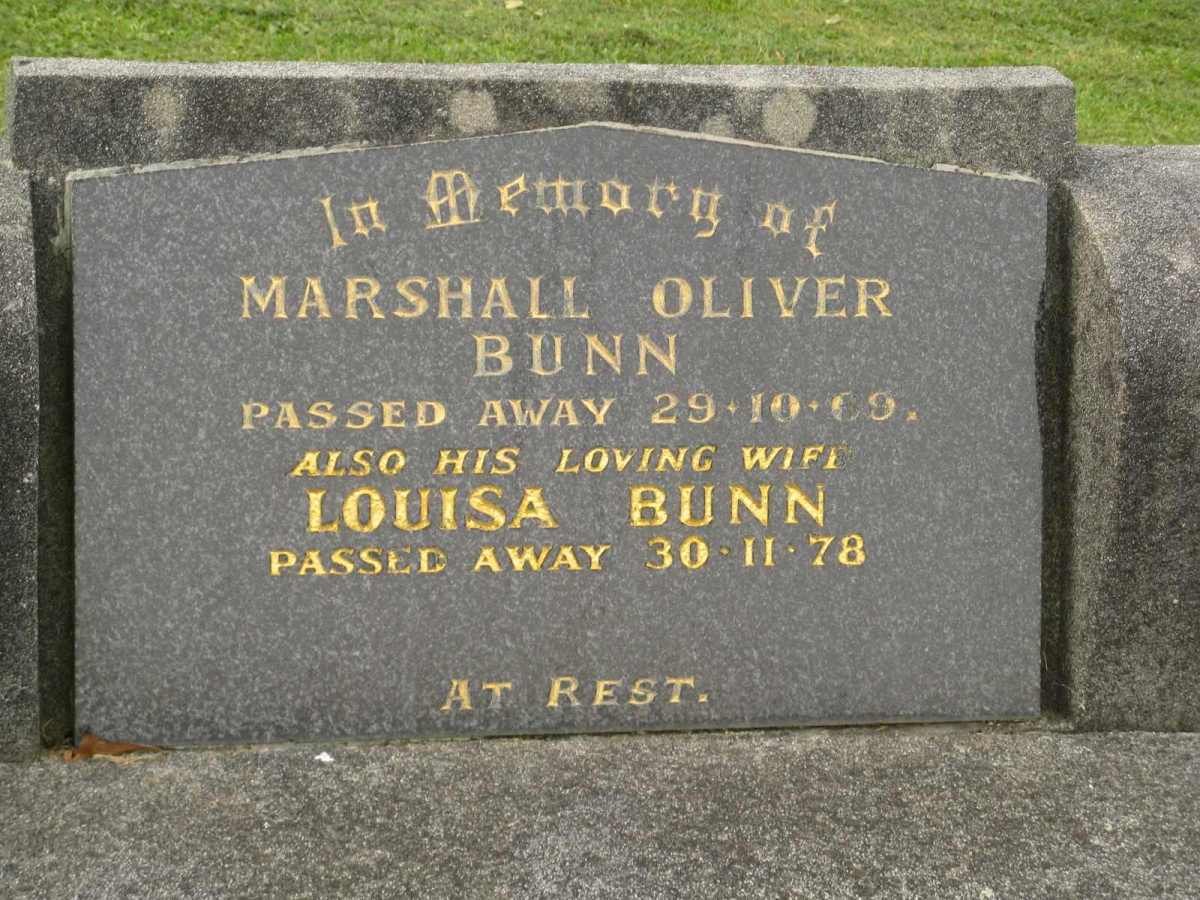 In Memory of
MARSHALL OLIVER
BUNN
PASSED AWAY 29·10·69.
ALSO HIS LOVING WIFE
LOUISA BUNN
PASSED AWAY 30·11·78
AT REST.